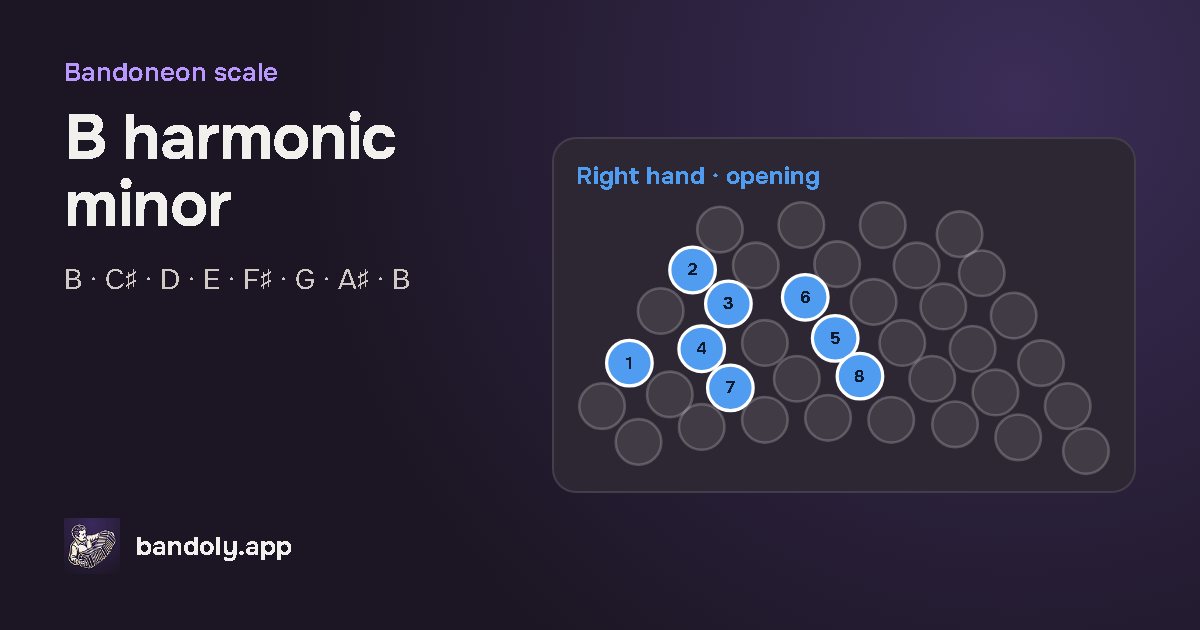 Bandoneon scale
B harmonic
minor
B · C♯ · D · E · F♯ · G · A♯ · B
Right hand · opening
2
3
6
5
4
1
8
7
bandoly.app